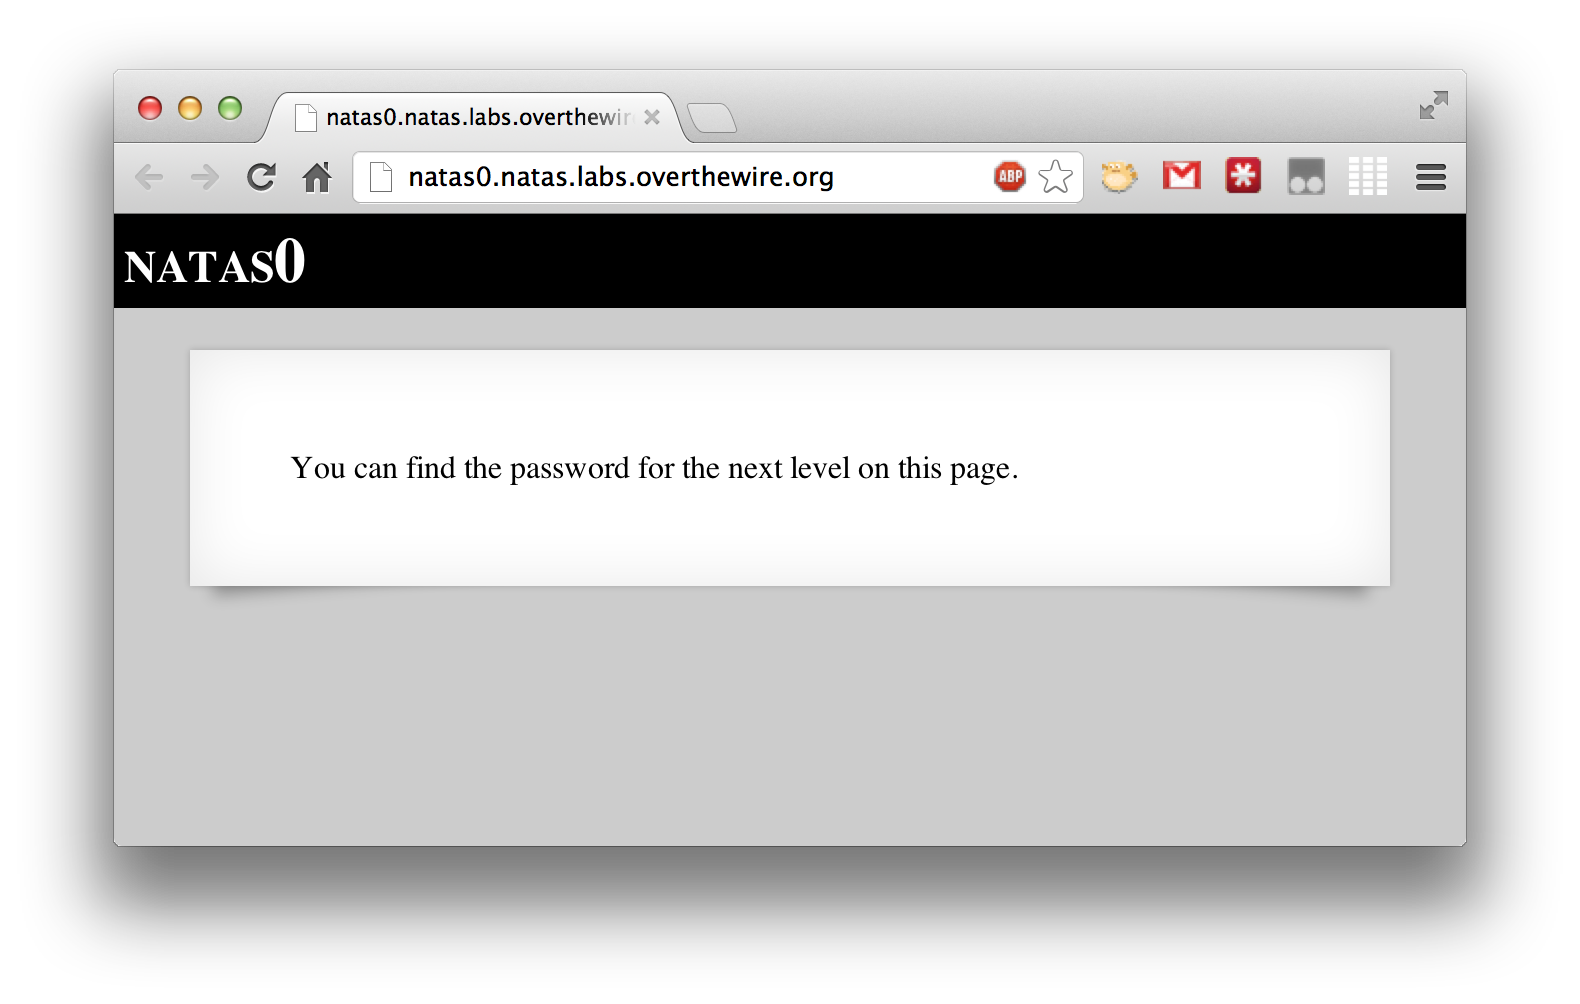 natas0.natas.labs.overthewir
natas0.natas.labs.overthewire.org
ABP
NATAS0
You can find the password for the next level on this page.